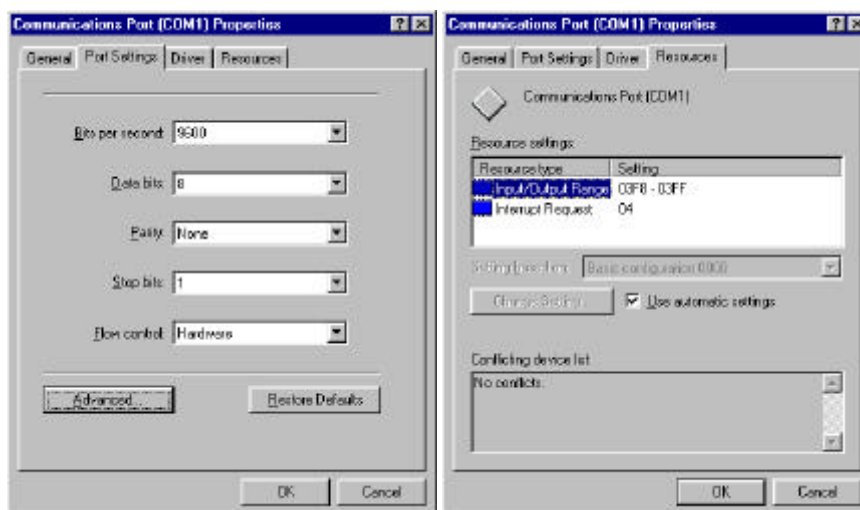 Communications Port (COM1) Properties
General Port Settings Driver Resources
Bits per second: 9600
Data bits: 8
Parity: None
Stop bits: 1
Flow control: Hardware
Advanced... Restore Defaults
OK Cancel
Communications Port (COM1) Properties
General Port Settings Driver Resources
Communications Port (COM1)
Resource settings:
Resource type Setting
Input/Output Range 03F8 - 03FF
Interrupt Request 04
Setting based on: Basic configuration 0000
Change Setting... Use automatic settings
Conflicting device list:
No conflicts.
OK Cancel